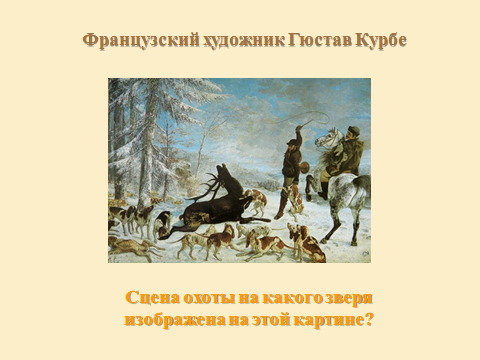 Французский художник Гюстав Курбе
Сцена охоты на какого зверя
изображена на этой картине?